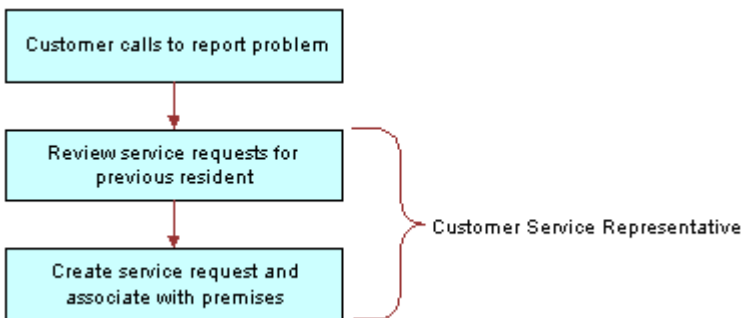 Customer calls to report problem
Review service requests for
previous resident
Customer Service Representative
Create service request and
associate with premises